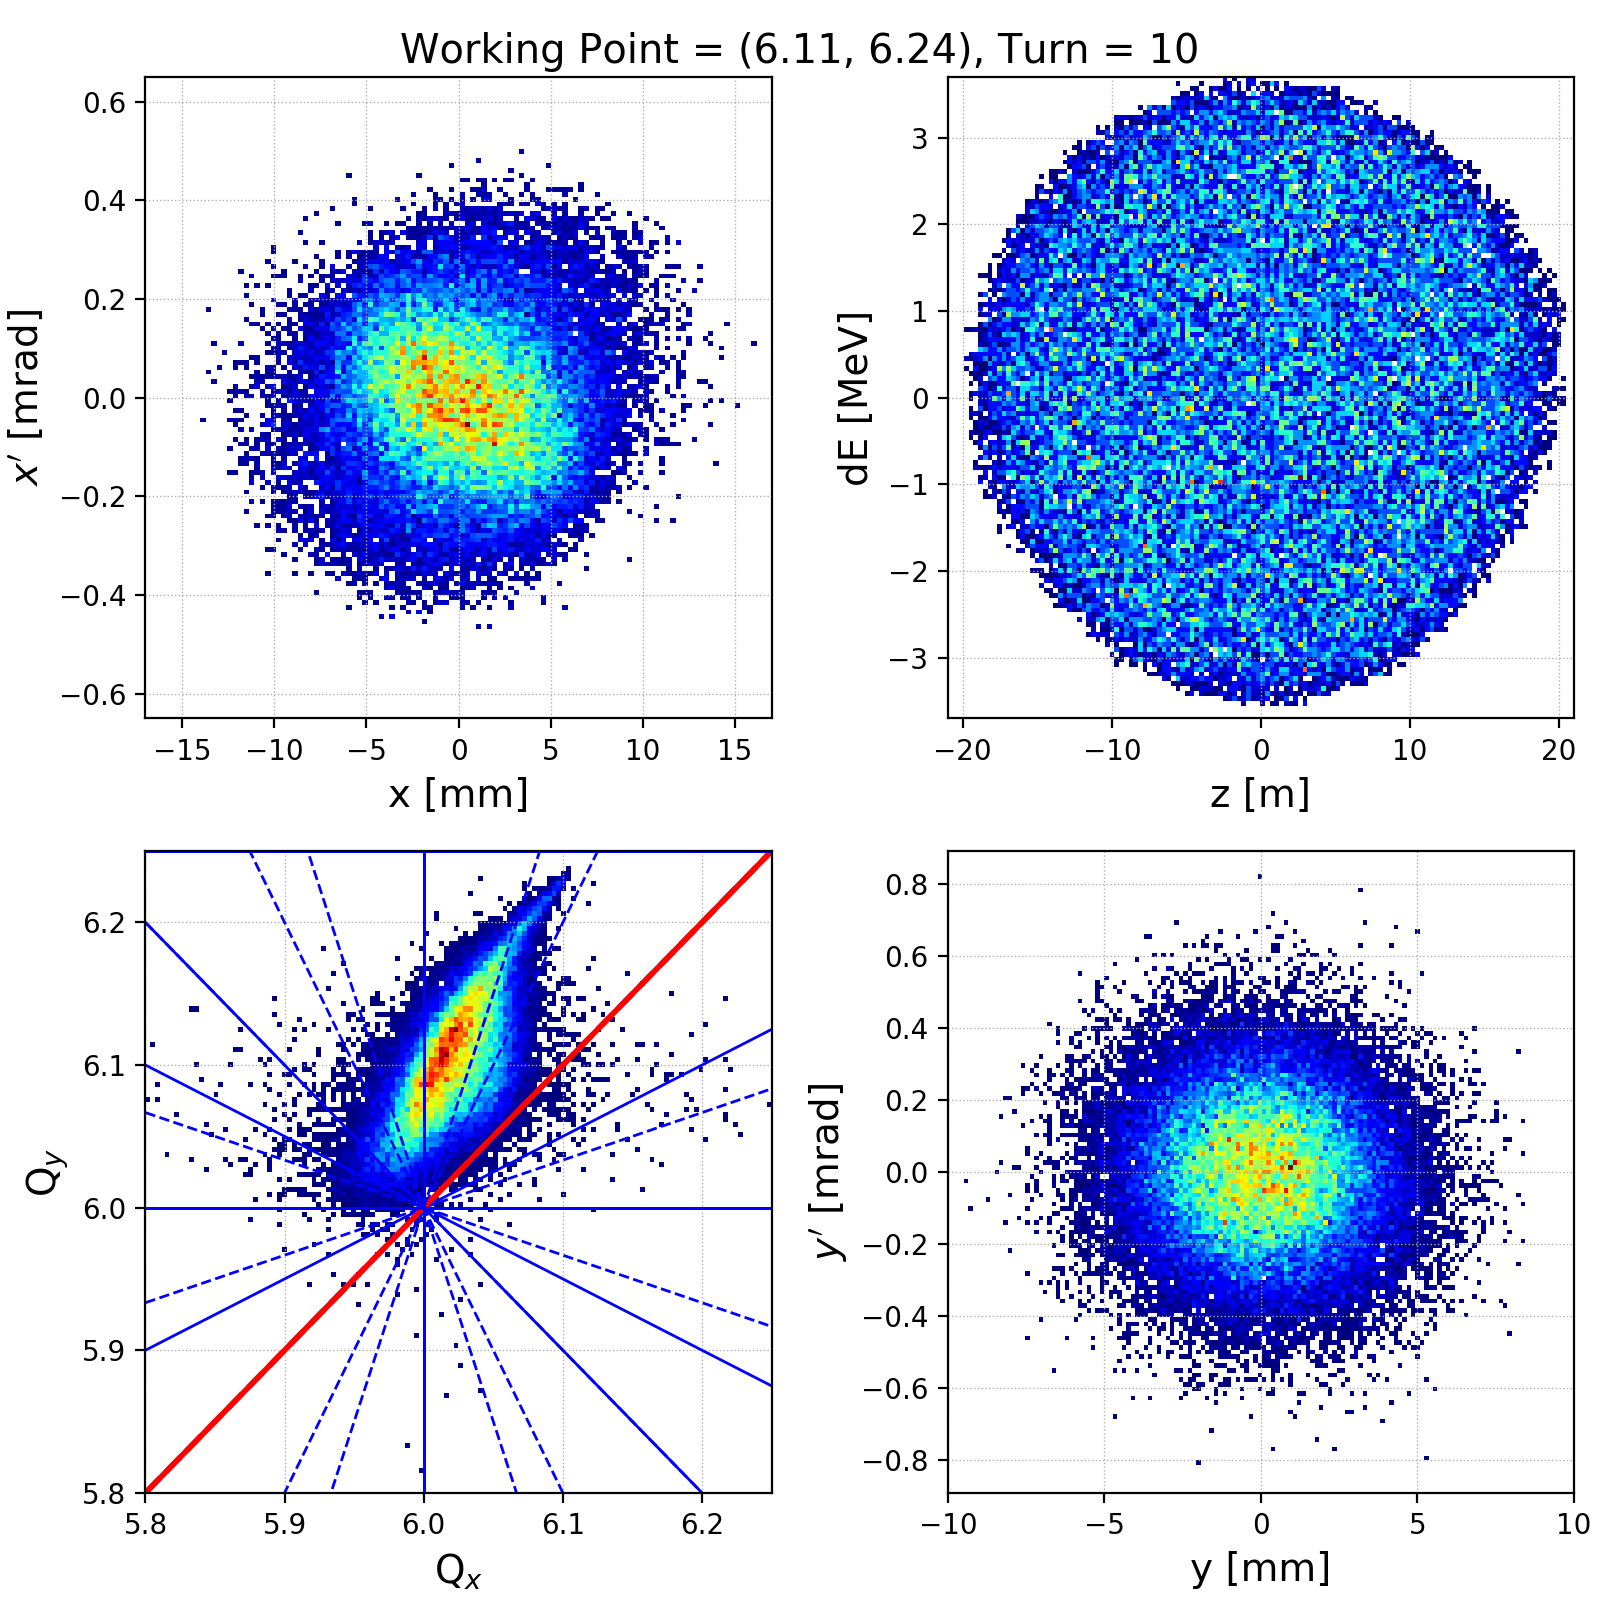 Working Point = (6.11, 6.24), Turn = 10
0.6
0.4
0.2
0.0
−0.2
−0.4
−0.6
x′ [mrad]
−15 −10 −5 0 5 10 15
x [mm]
3
2
1
0
−1
−2
−3
dE [MeV]
−20 −10 0 10 20
z [m]
6.2
6.1
6.0
5.9
5.8
Qy
5.8 5.9 6.0 6.1 6.2
Qx
0.8
0.6
0.4
0.2
0.0
−0.2
−0.4
−0.6
−0.8
y′ [mrad]
−10 −5 0 5 10
y [mm]